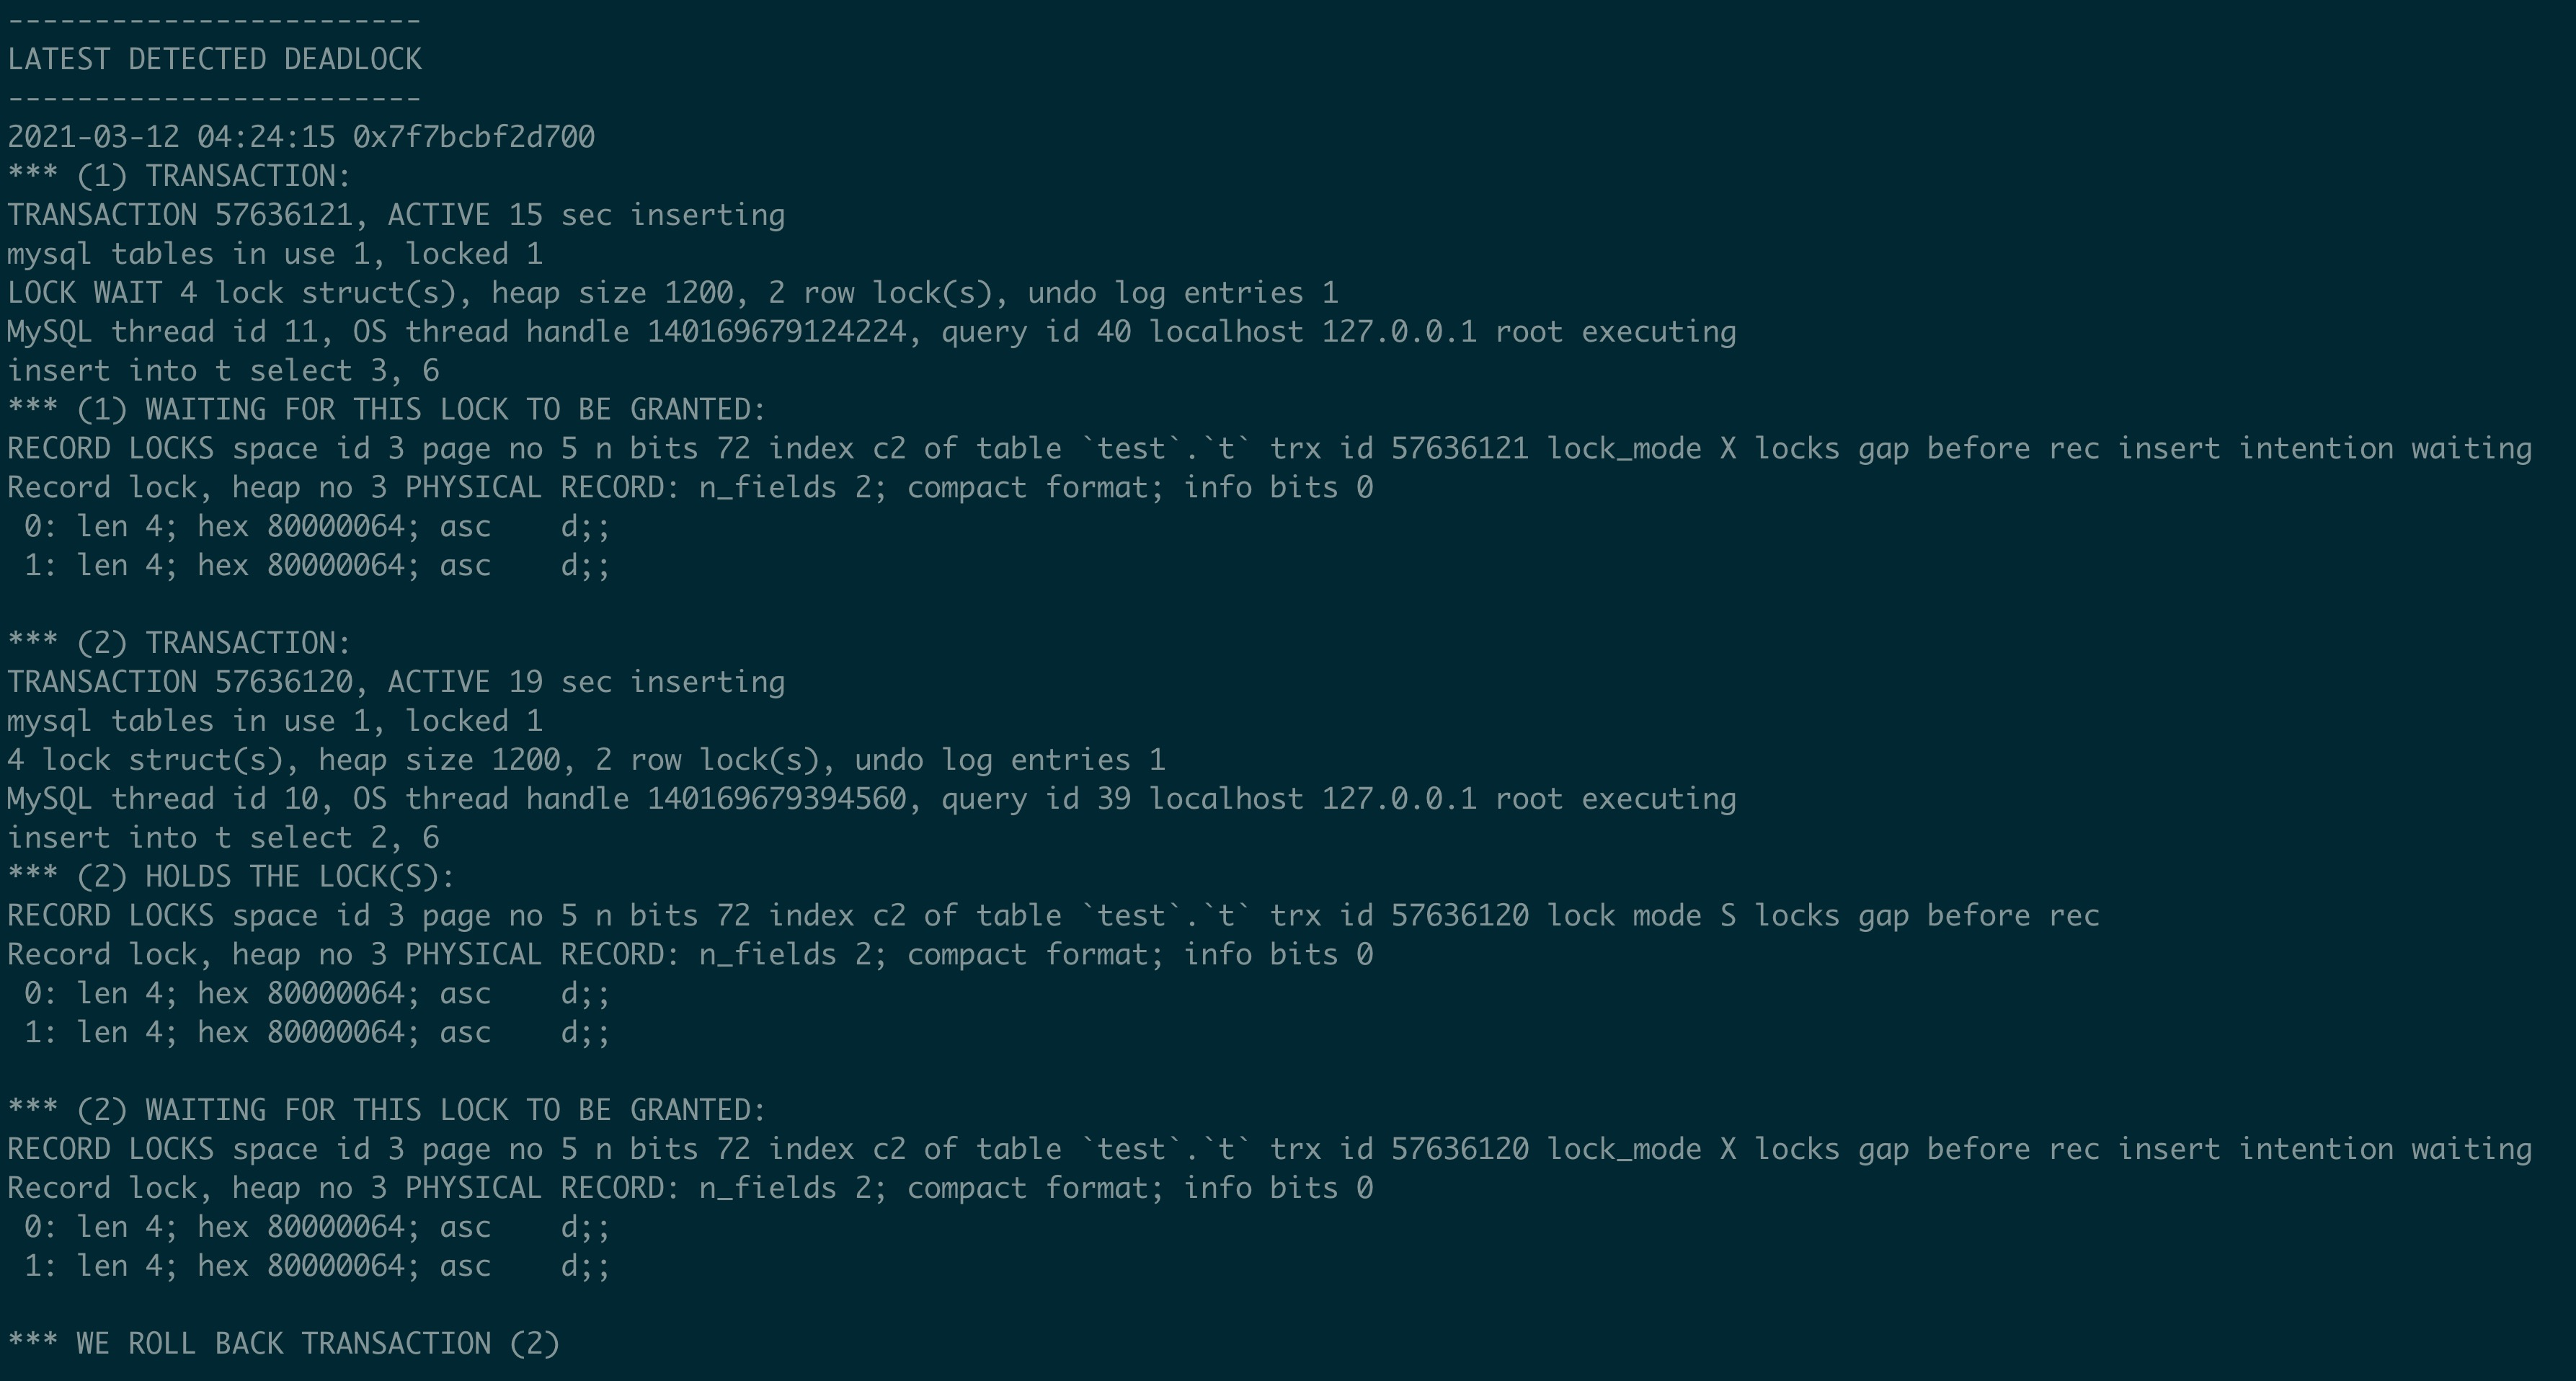 ------------------------
LATEST DETECTED DEADLOCK
------------------------
2021-03-12 04:24:15 0x7f7bcbf2d700
*** (1) TRANSACTION:
TRANSACTION 57636121, ACTIVE 15 sec inserting
mysql tables in use 1, locked 1
LOCK WAIT 4 lock struct(s), heap size 1200, 2 row lock(s), undo log entries 1
MySQL thread id 11, OS thread handle 140169679124224, query id 40 localhost 127.0.0.1 root executing
insert into t select 3, 6
*** (1) WAITING FOR THIS LOCK TO BE GRANTED:
RECORD LOCKS space id 3 page no 5 n bits 72 index c2 of table `test`.`t` trx id 57636121 lock_mode X locks gap before rec insert intention waiting
Record lock, heap no 3 PHYSICAL RECORD: n_fields 2; compact format; info bits 0
 0: len 4; hex 80000064; asc    d;;
 1: len 4; hex 80000064; asc    d;;

*** (2) TRANSACTION:
TRANSACTION 57636120, ACTIVE 19 sec inserting
mysql tables in use 1, locked 1
4 lock struct(s), heap size 1200, 2 row lock(s), undo log entries 1
MySQL thread id 10, OS thread handle 140169679394560, query id 39 localhost 127.0.0.1 root executing
insert into t select 2, 6
*** (2) HOLDS THE LOCK(S):
RECORD LOCKS space id 3 page no 5 n bits 72 index c2 of table `test`.`t` trx id 57636120 lock mode S locks gap before rec
Record lock, heap no 3 PHYSICAL RECORD: n_fields 2; compact format; info bits 0
 0: len 4; hex 80000064; asc    d;;
 1: len 4; hex 80000064; asc    d;;

*** (2) WAITING FOR THIS LOCK TO BE GRANTED:
RECORD LOCKS space id 3 page no 5 n bits 72 index c2 of table `test`.`t` trx id 57636120 lock_mode X locks gap before rec insert intention waiting
Record lock, heap no 3 PHYSICAL RECORD: n_fields 2; compact format; info bits 0
 0: len 4; hex 80000064; asc    d;;
 1: len 4; hex 80000064; asc    d;;

*** WE ROLL BACK TRANSACTION (2)